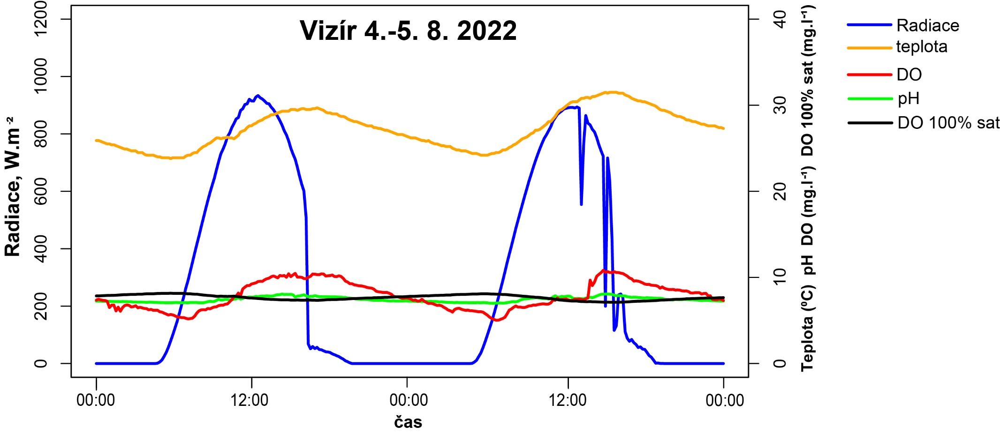 Vizír 4.-5. 8. 2022
Radiace, W.m⁻²
0
200
400
600
800
1000
1200
00:00
12:00
00:00
12:00
00:00
čas
0
10
20
30
40
Teplota (ºC) pH DO (mg.l⁻¹) DO 100% sat (mg.l⁻¹)
Radiace
teplota
DO
pH
DO 100% sat